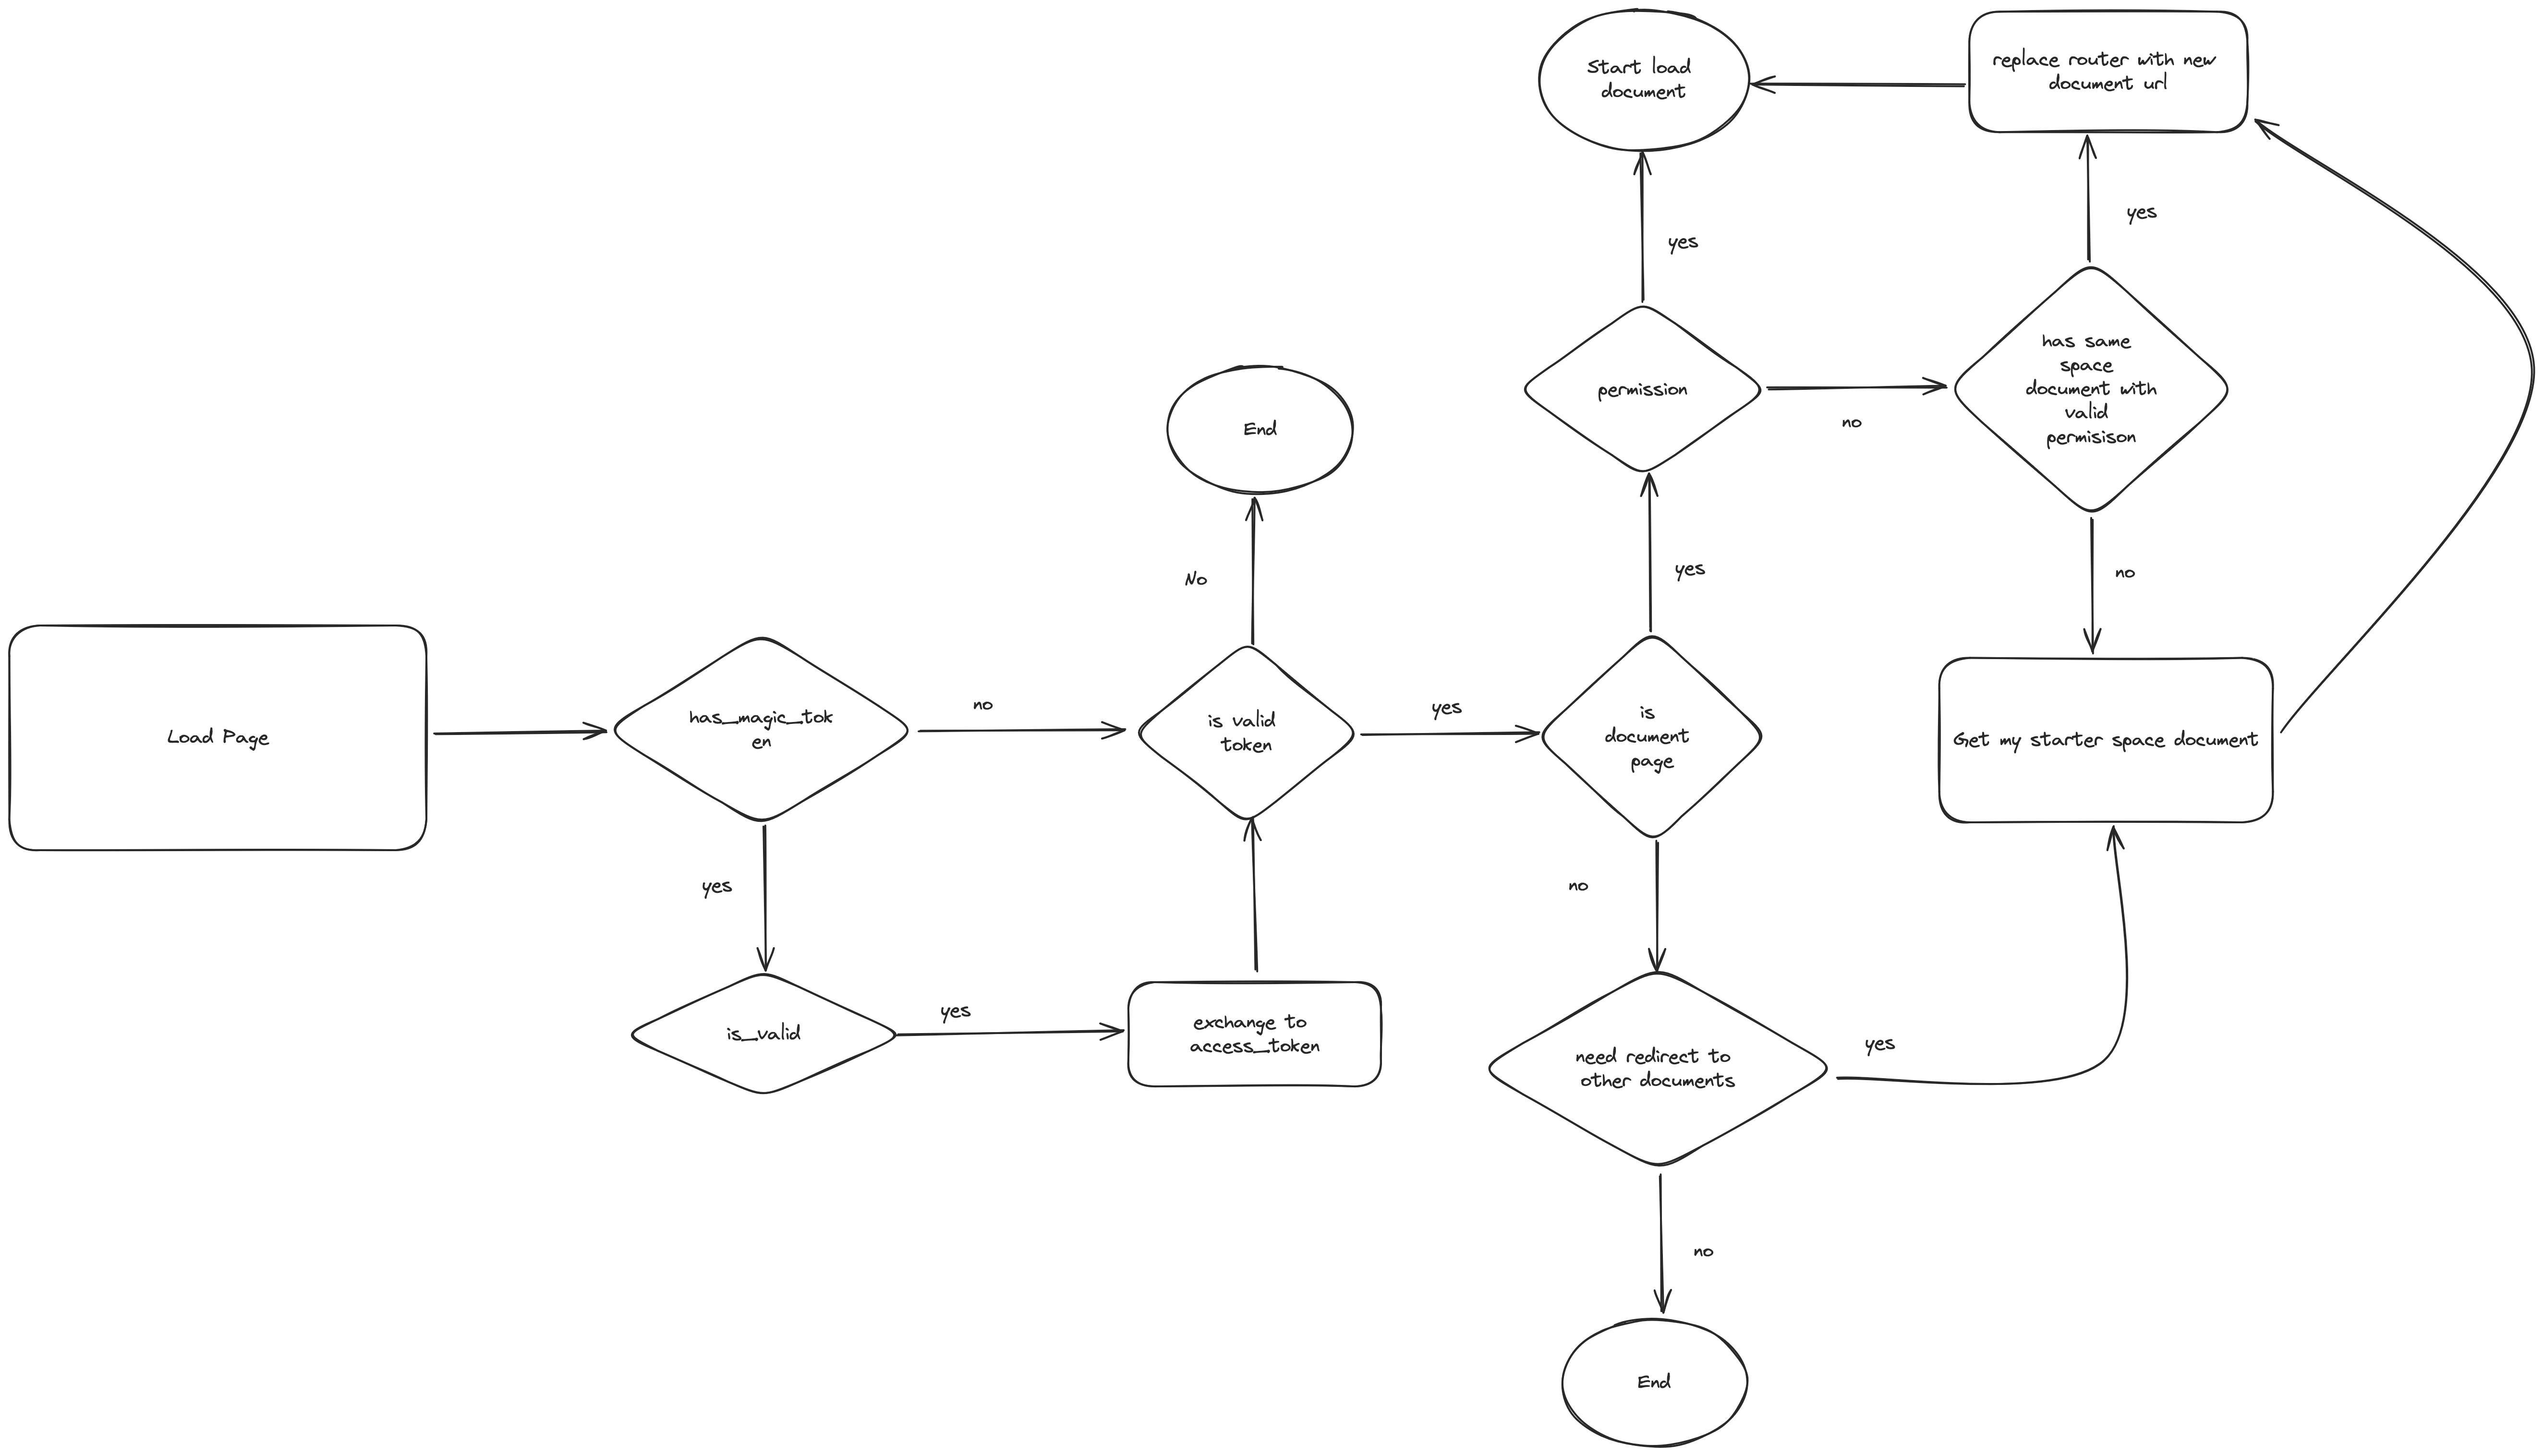 Start load
document
replace router with new
document url
yes
yes
has same
space
document with
valid
permisison
permission
no
End
No
yes
no
Load Page
has_magic_tok
en
no
is valid
token
yes
is
document
page
Get my starter space document
yes
no
is_valid
yes
exchange to
access_token
need redirect to
other documents
yes
no
End